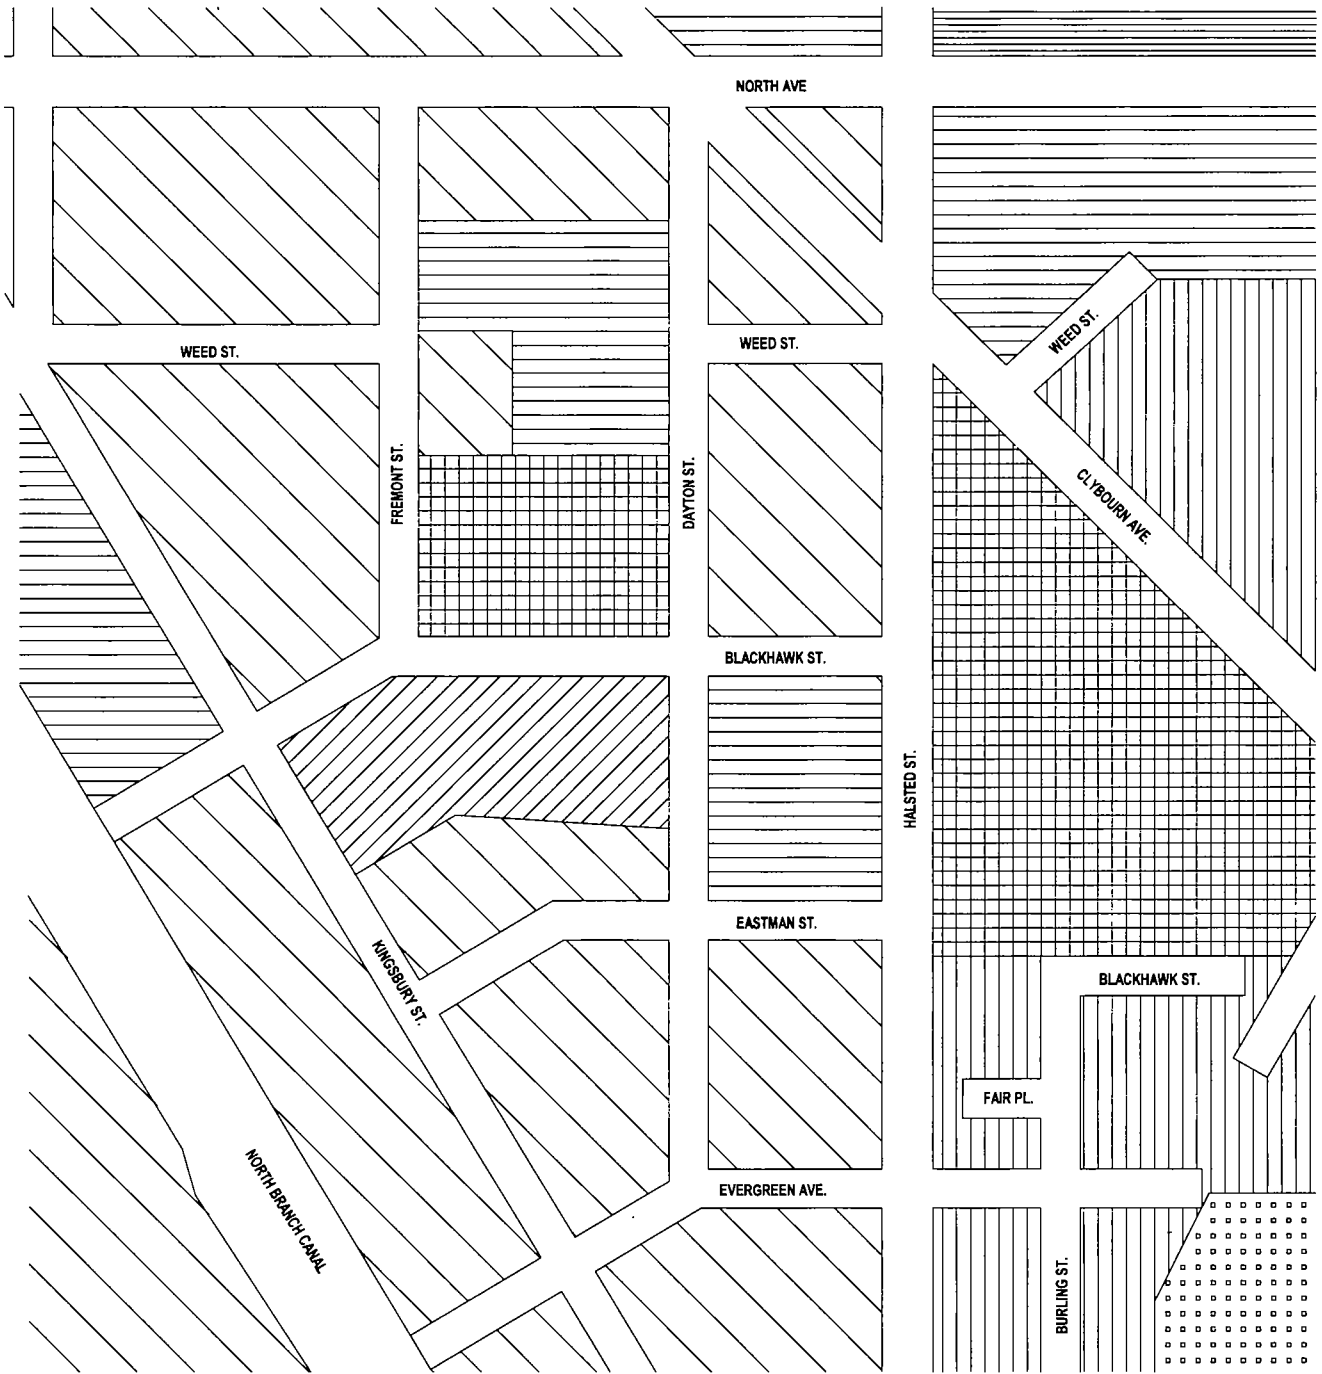 NORTH AVE
WEED ST.
WEED ST.
WEED ST.
FREMONT ST.
DAYTON ST.
CLYBOURN AVE.
BLACKHAWK ST.
HALSTED ST.
EASTMAN ST.
KINGSBURY ST.
BLACKHAWK ST.
FAIR PL.
NORTH BRANCH CANAL
EVERGREEN AVE.
BURLING ST.